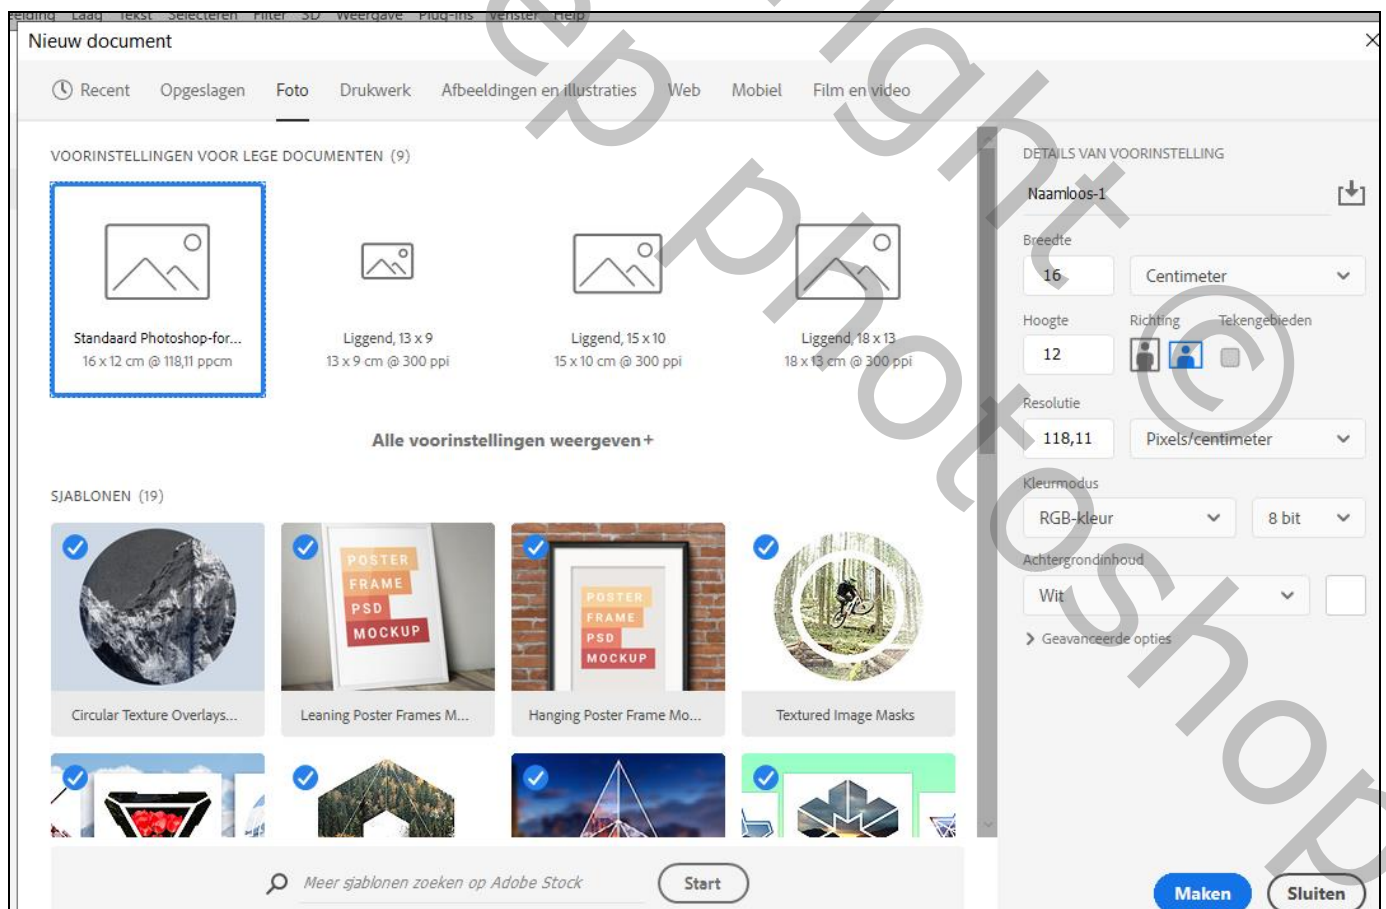 elding Laag Tekst Selecteren Filter 3D Weergave Plug-ins Venster Help
Nieuw document
Recent Opgeslagen Foto Drukwerk Afbeeldingen en illustraties Web Mobiel Film en video
VOORINSTELLINGEN VOOR LEGE DOCUMENTEN (9)
Standaard Photoshop-for...
16 x 12 cm @ 118,11 ppcm
Liggend, 13 x 9
13 x 9 cm @ 300 ppi
Liggend, 15 x 10
15 x 10 cm @ 300 ppi
Liggend, 18 x 13
18 x 13 cm @ 300 ppi
Alle voorinstellingen weergeven+
SJABLONEN (19)
POSTER
FRAME
PSD
MOCKUP
POSTER
FRAME
PSD
MOCKUP
Circular Texture Overlays...
Leaning Poster Frames M...
Hanging Poster Frame Mo...
Textured Image Masks
Meer sjablonen zoeken op Adobe Stock
Start
DETAILS VAN VOORINSTELLING
Naamloos-1
Breedte
16 Centimeter
Hoogte Richting Tekengebieden
12
Resolutie
118,11 Pixels/centimeter
Kleurmodus
RGB-kleur 8 bit
Achtergrondinhoud
Wit
Geavanceerde opties
Maken Sluiten